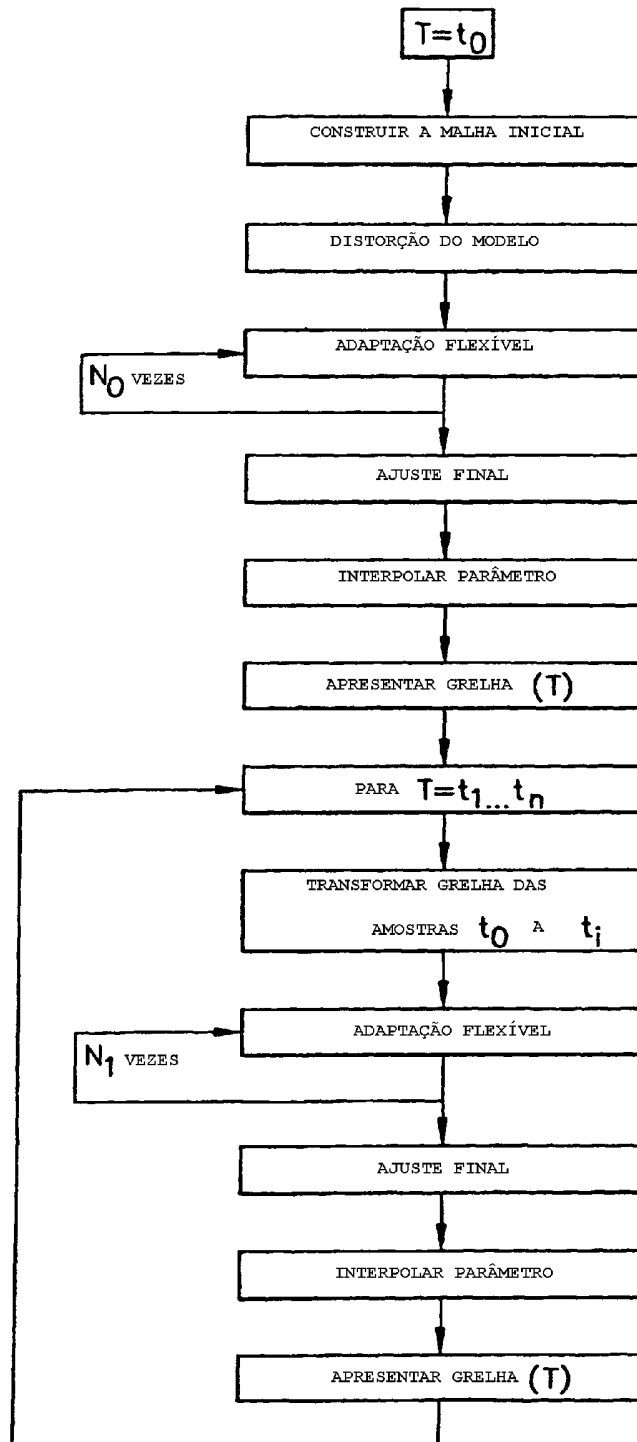 T=t0
CONSTRUIR A MALHA INICIAL
DISTORÇÃO DO MODELO
ADAPTAÇÃO FLEXÍVEL
N0 VEZES
AJUSTE FINAL
INTERPOLAR PARÂMETRO
APRESENTAR GRELHA (T)
PARA T=t1...tn
TRANSFORMAR GRELHA DAS
AMOSTRAS t0 A ti
ADAPTAÇÃO FLEXÍVEL
N1 VEZES
AJUSTE FINAL
INTERPOLAR PARÂMETRO
APRESENTAR GRELHA (T)